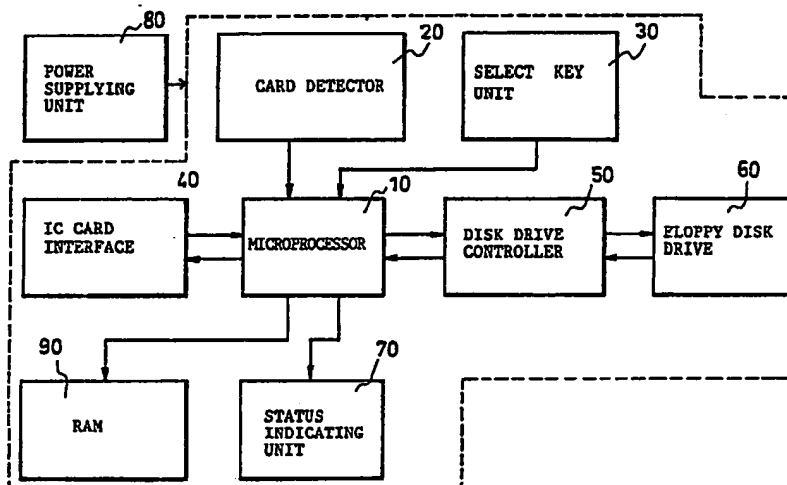 80
POWER
SUPPLYING
UNIT
20
CARD DETECTOR
30
SELECT KEY
UNIT
40
IC CARD
INTERFACE
10
MICROPROCESSOR
50
DISK DRIVE
CONTROLLER
60
FLOPPY DISK
DRIVE
90
RAM
70
STATUS
INDICATING
UNIT